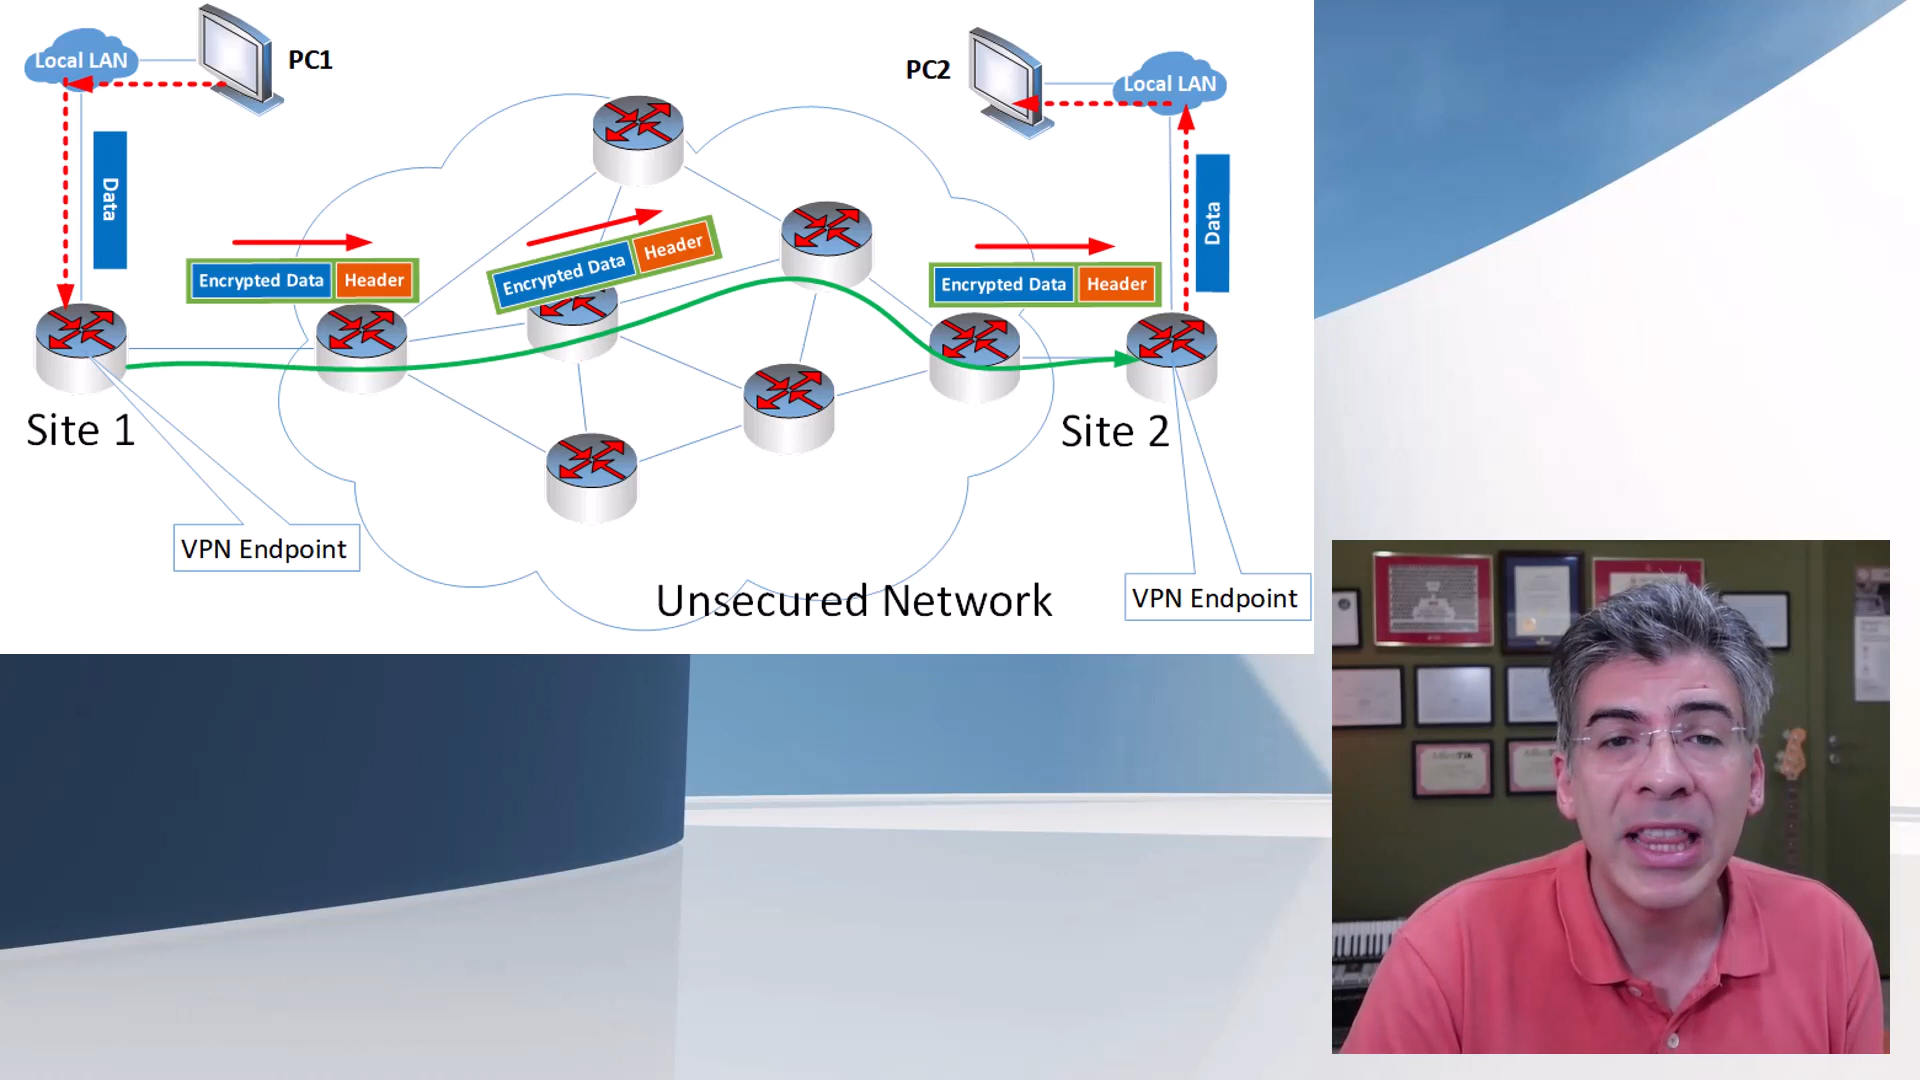 Local LAN
PC1
PC2
Local LAN
Data
Data
Encrypted Data
Header
Encrypted Data
Header
Encrypted Data
Header
Site 1
Site 2
VPN Endpoint
VPN Endpoint
Unsecured Network